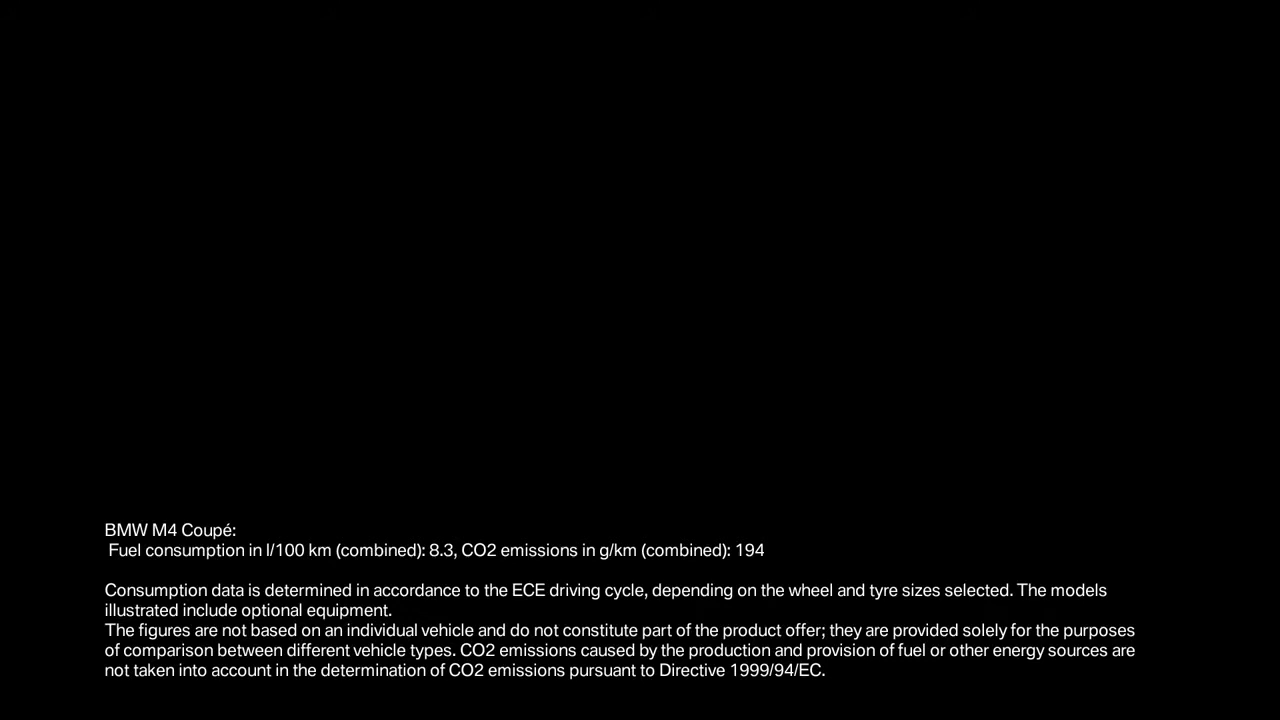 BMW M4 Coupé:
Fuel consumption in l/100 km (combined): 8.3, CO2 emissions in g/km (combined): 194
Consumption data is determined in accordance to the ECE driving cycle, depending on the wheel and tyre sizes selected. The models
illustrated include optional equipment.
The figures are not based on an individual vehicle and do not constitute part of the product offer; they are provided solely for the purposes
of comparison between different vehicle types. CO2 emissions caused by the production and provision of fuel or other energy sources are
not taken into account in the determination of CO2 emissions pursuant to Directive 1999/94/EC.